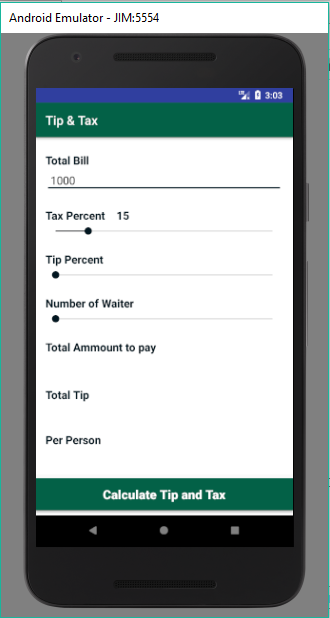 Android Emulator - JIM:5554
3:03
Tip & Tax
Total Bill
1000
Tax Percent 15
Tip Percent
Number of Waiter
Total Ammount to pay
Total Tip
Per Person
Calculate Tip and Tax